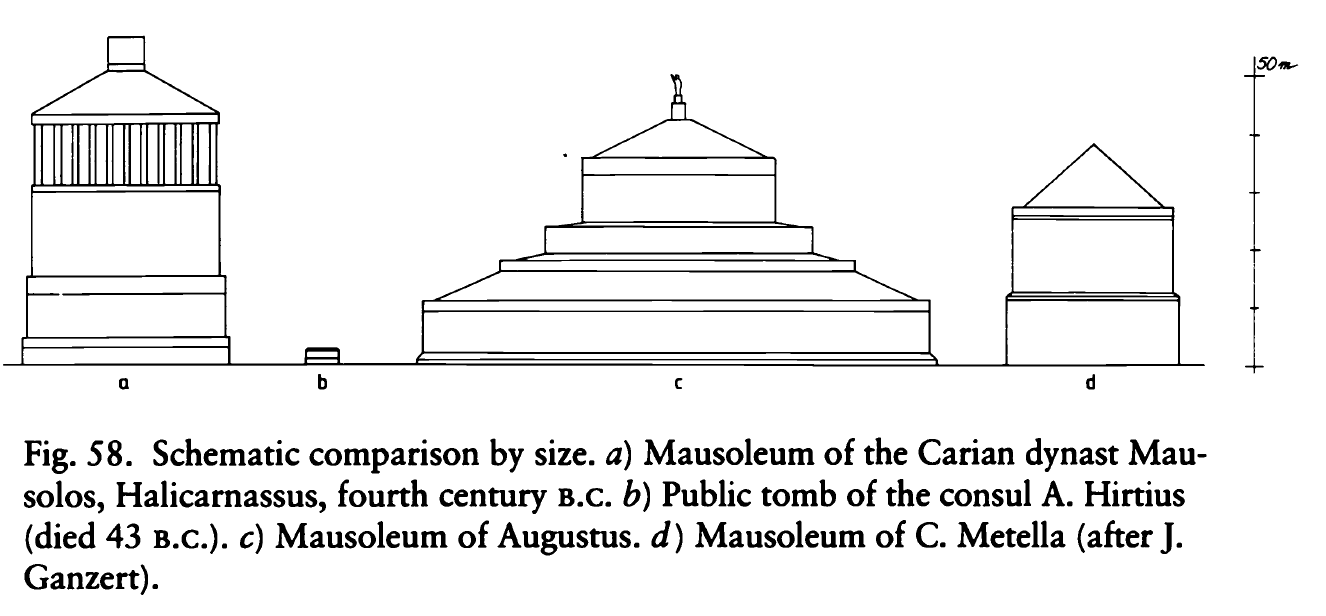 50 m
a b c d
Fig. 58. Schematic comparison by size. a) Mausoleum of the Carian dynast Mau-
solos, Halicarnassus, fourth century B.C. b) Public tomb of the consul A. Hirtius
(died 43 B.C.). c) Mausoleum of Augustus. d) Mausoleum of C. Metella (after J.
Ganzert).